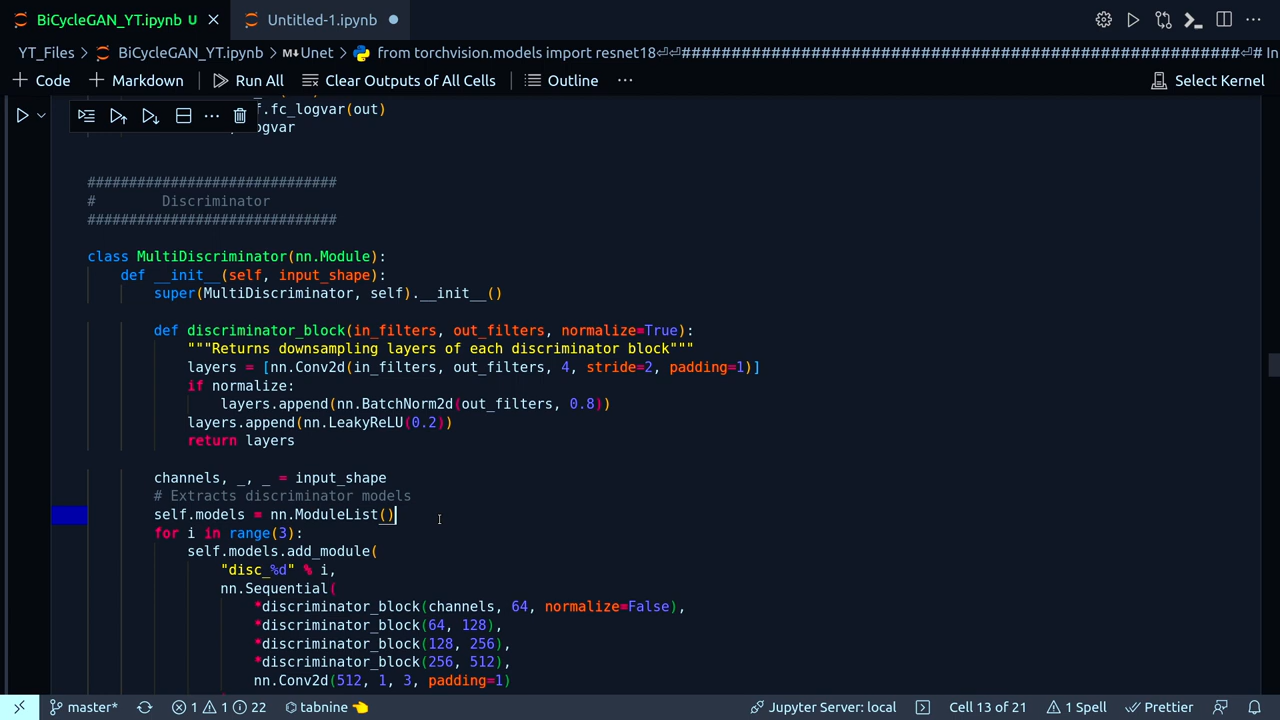 BiCycleGAN_YT.ipynb U
Untitled-1.ipynb
YT_Files > BiCycleGAN_YT.ipynb > M↓Unet > from torchvision.models import resnet18⏎⏎####################################################################⏎# In
+ Code + Markdown Run All Clear Outputs of All Cells Outline ... Select Kernel
.fc_logvar(out)
ogvar
##############################
# Discriminator
##############################
class MultiDiscriminator(nn.Module):
def __init__(self, input_shape):
super(MultiDiscriminator, self).__init__()
def discriminator_block(in_filters, out_filters, normalize=True):
"""Returns downsampling layers of each discriminator block"""
layers = [nn.Conv2d(in_filters, out_filters, 4, stride=2, padding=1)]
if normalize:
layers.append(nn.BatchNorm2d(out_filters, 0.8))
layers.append(nn.LeakyReLU(0.2))
return layers
channels, _, _ = input_shape
# Extracts discriminator models
self.models = nn.ModuleList()
for i in range(3):
self.models.add_module(
"disc_%d" % i,
nn.Sequential(
*discriminator_block(channels, 64, normalize=False),
*discriminator_block(64, 128),
*discriminator_block(128, 256),
*discriminator_block(256, 512),
nn.Conv2d(512, 1, 3, padding=1)
master* 1 1 22 tabnine Jupyter Server: local Cell 13 of 21 1 Spell Prettier